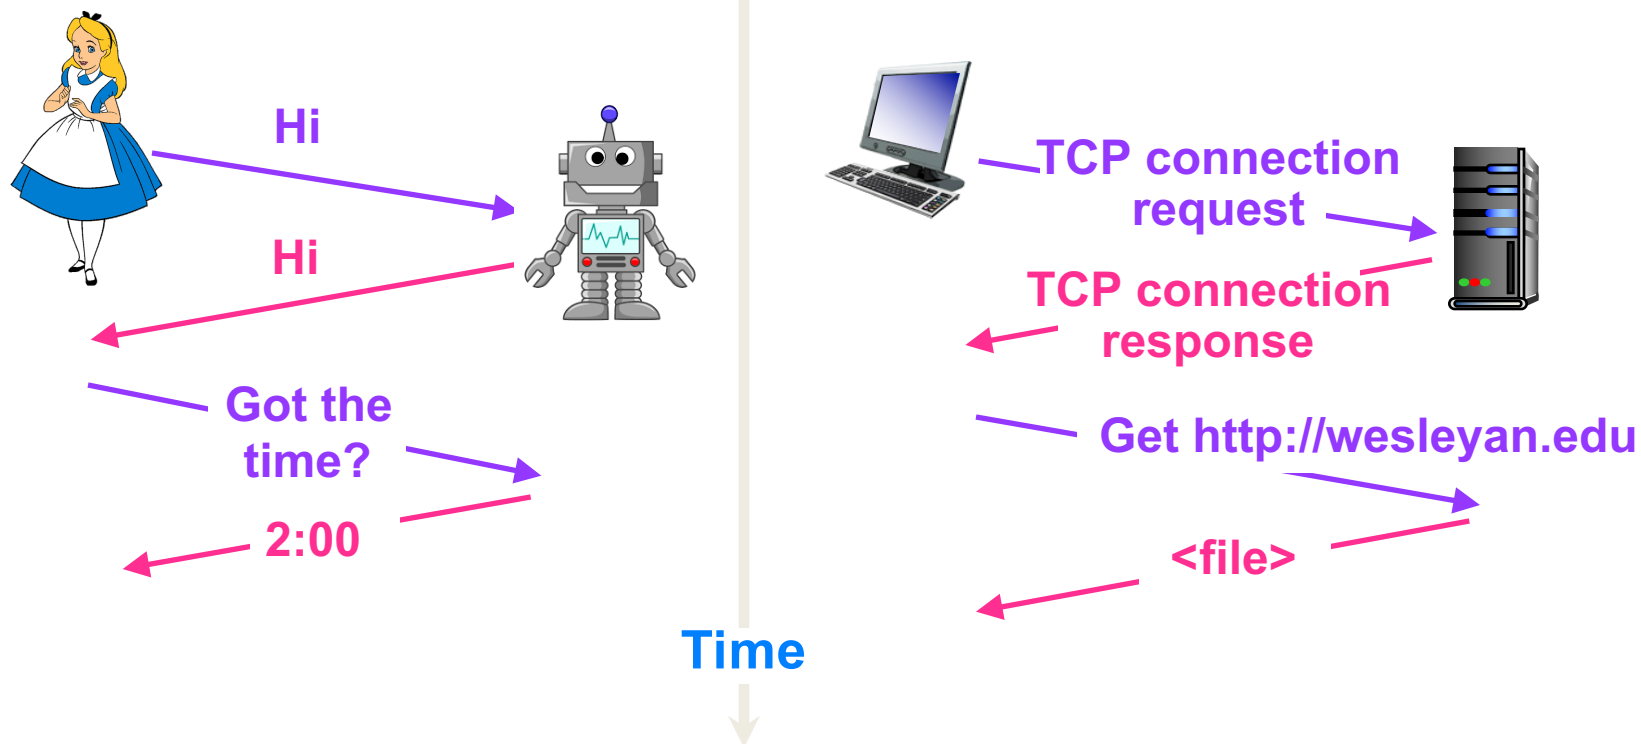 Hi
Hi
Got the
time?
2:00
TCP connection
request
TCP connection
response
Get http://wesleyan.edu
<file>
Time